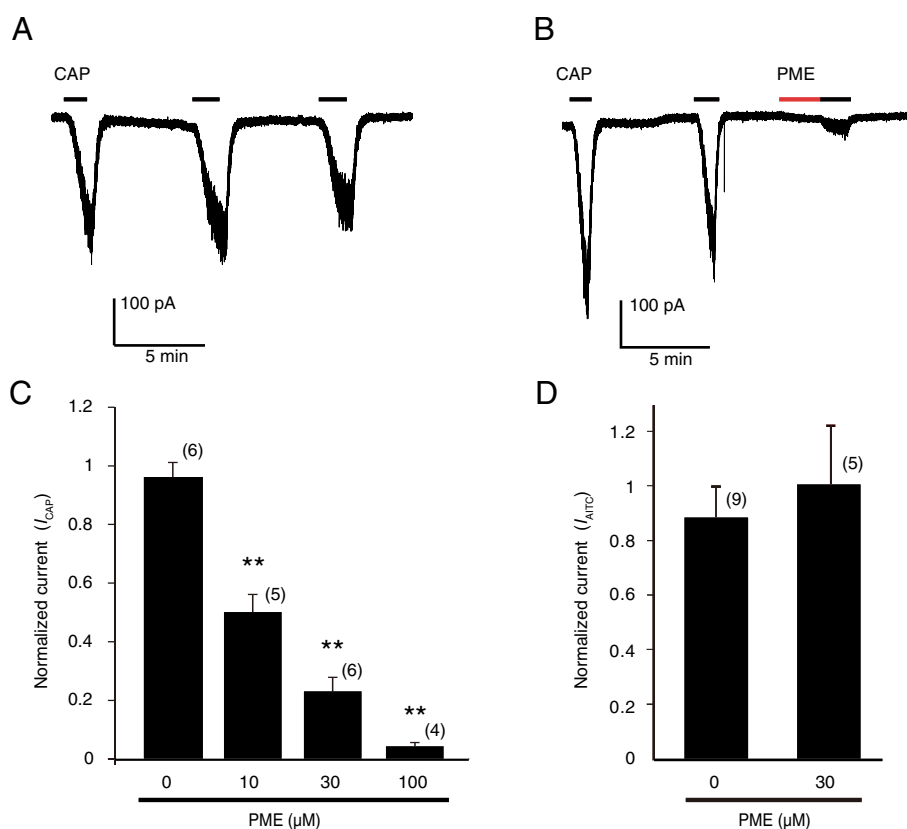 A
CAP
100 pA
5 min
B
CAP
PME
100 pA
5 min
C
Normalized current (ICAP)
1.2
1
0.8
0.6
0.4
0.2
0
(6)
**
(5)
**
(6)
**
(4)
0 10 30 100
PME (µM)
D
Normalized current (IAITC)
1.2
1
0.8
0.6
0.4
0.2
0
(9)
(5)
0 30
PME (µM)